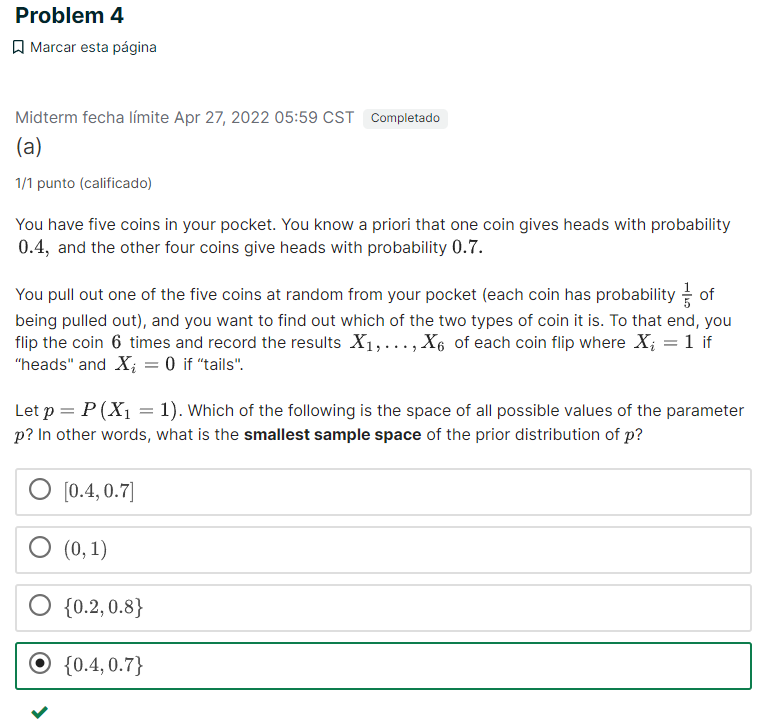 Problem 4
Marcar esta página
Midterm fecha límite Apr 27, 2022 05:59 CST Completado
(a)
1/1 punto (calificado)
You have five coins in your pocket. You know a priori that one coin gives heads with probability
0.4, and the other four coins give heads with probability 0.7.
You pull out one of the five coins at random from your pocket (each coin has probability 1/5 of
being pulled out), and you want to find out which of the two types of coin it is. To that end, you
flip the coin 6 times and record the results X₁, . . . , X₆ of each coin flip where Xᵢ = 1 if
"heads" and Xᵢ = 0 if "tails".
Let p = P (X₁ = 1). Which of the following is the space of all possible values of the parameter
p? In other words, what is the smallest sample space of the prior distribution of p?
[0.4, 0.7]
(0, 1)
{0.2, 0.8}
{0.4, 0.7}